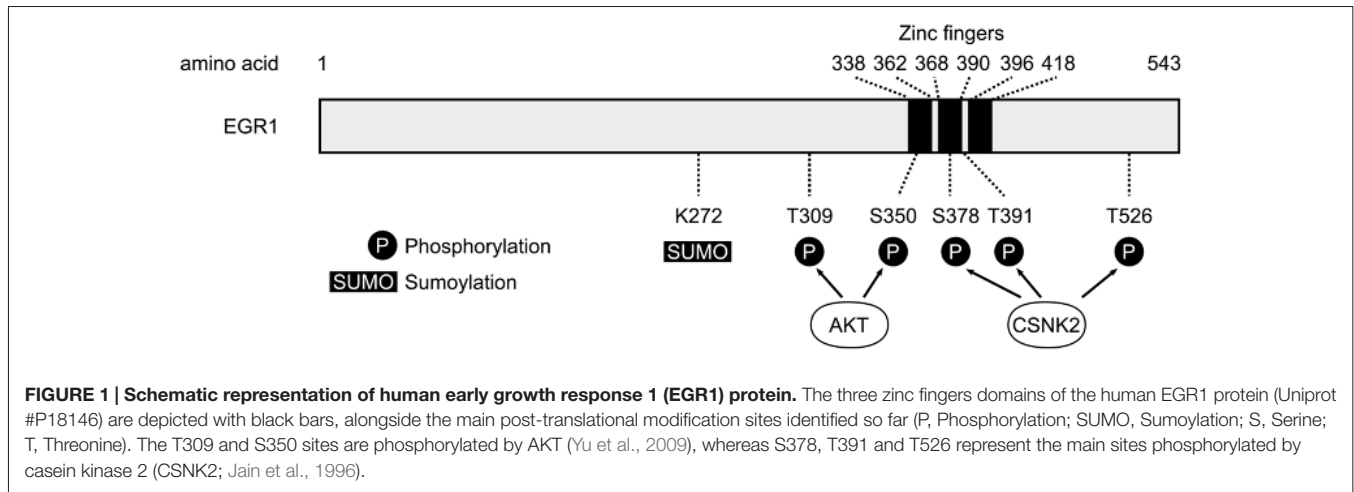 Zinc fingers
amino acid 1 338 362 368 390 396 418 543
EGR1
K272 T309 S350 S378 T391 T526
P Phosphorylation SUMO P P P P P
SUMO Sumoylation
AKT CSNK2
FIGURE 1 | Schematic representation of human early growth response 1 (EGR1) protein. The three zinc fingers domains of the human EGR1 protein (Uniprot
#P18146) are depicted with black bars, alongside the main post-translational modification sites identified so far (P, Phosphorylation; SUMO, Sumoylation; S, Serine;
T, Threonine). The T309 and S350 sites are phosphorylated by AKT (Yu et al., 2009), whereas S378, T391 and T526 represent the main sites phosphorylated by
casein kinase 2 (CSNK2; Jain et al., 1996).